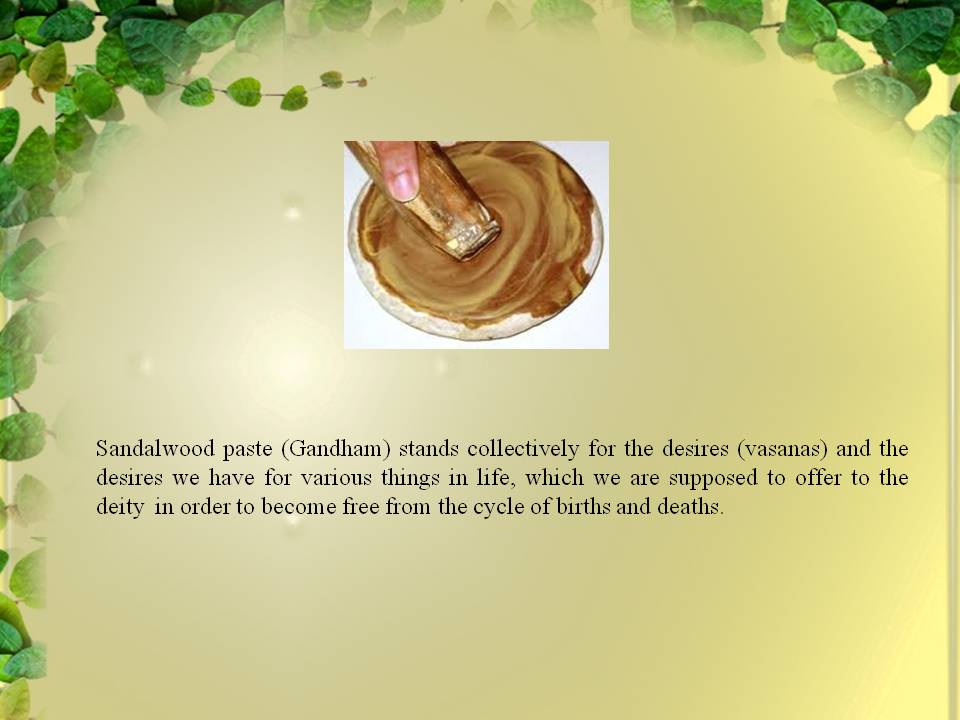 Sandalwood paste (Gandham) stands collectively for the desires (vasanas) and the
desires we have for various things in life, which we are supposed to offer to the
deity  in order to become free from the cycle of births and deaths.